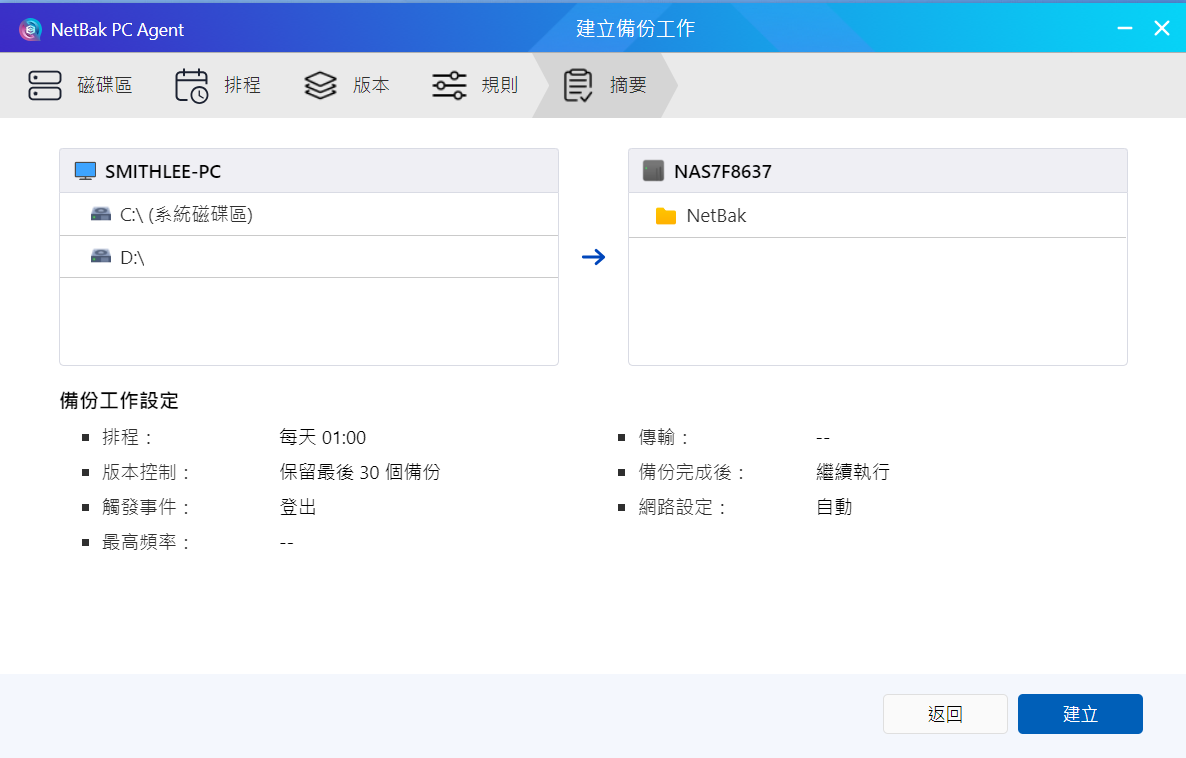 NetBak PC Agent 建立備份工作
磁碟區 排程 版本 規則 摘要
SMITHLEE-PC
C:\ (系統磁碟區)
D:\
NAS7F8637
NetBak
備份工作設定
排程： 每天 01:00
版本控制： 保留最後 30 個備份
觸發事件： 登出
最高頻率： --
傳輸： --
備份完成後： 繼續執行
網路設定： 自動
返回 建立